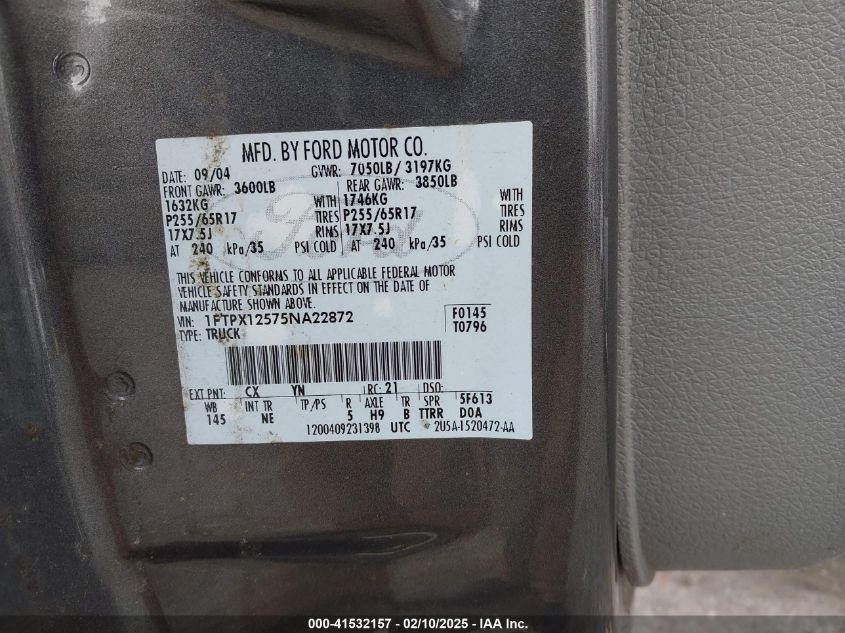 MFD. BY FORD MOTOR CO.
DATE: 09/04 GVWR: 7050LB/ 3197KG
FRONT GAWR: 3600LB REAR GAWR: 3850LB
1632KG WITH 1746KG WITH
P255/65R17 TIRES P255/65R17 TIRES
17X7.5J RIMS 17X7.5J RIMS
AT 240 kPa/35 PSI COLD AT 240 kPa/35 PSI COLD
Ford
THIS VEHICLE CONFORMS TO ALL APPLICABLE FEDERAL MOTOR
VEHICLE SAFETY STANDARDS IN EFFECT ON THE DATE OF
MANUFACTURE SHOWN ABOVE.
VIN: 1FTPX12575NA22872 F0145
TYPE: TRUCK T0796
EXT PNT: CX YN RC: 21 DSO:
WB INT TR TP/PS R AXLE TR SPR 5F613
145 NE 5 H9 B TTRR D0A
1200409231398 UTC 2U5A-1520472-AA
000-41532157 - 02/10/2025 - IAA Inc.